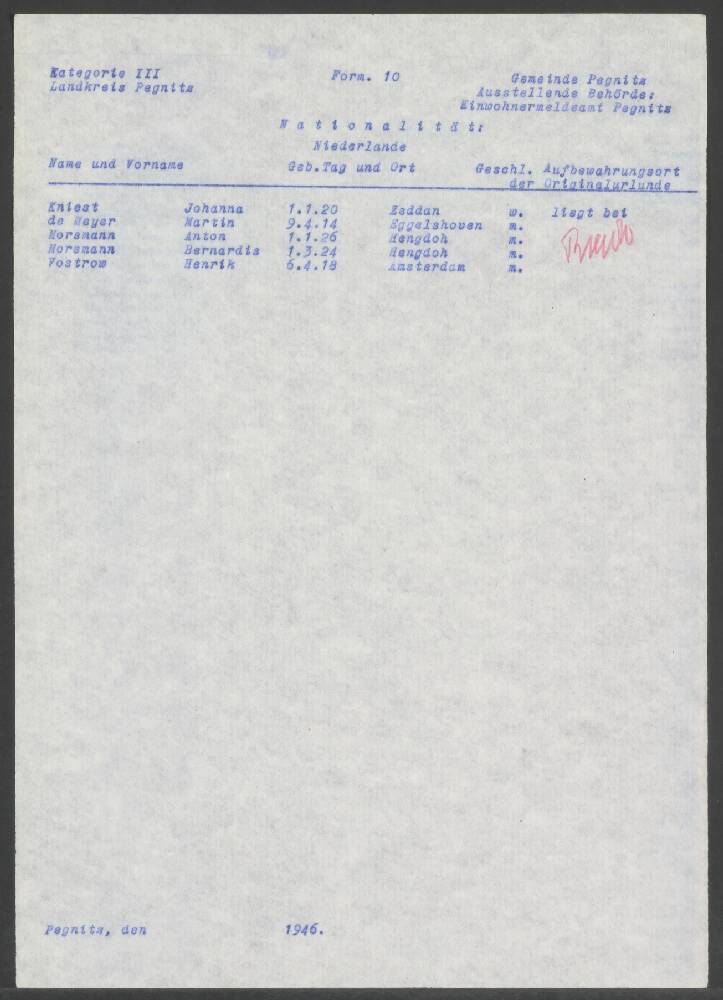 Kategorie III Form. 10 Gemeinde Pegnitz
Landkreis Pegnitz Ausstellende Behörde:
Einwohnermeldeamt Pegnitz
N a t i o n a l i t ä t:
Niederlande
Name und Vorname Geb.Tag und Ort Geschl. Aufbewahrungsort
der Originalurlunde
Kniest Johanna 1.1.20 Zeddan w. liegt bei
de Meyer Martin 9.4.14 Eggelshoven m.
Morsmann Anton 1.1.26 Hengdoh m.
Morsmann Bernardis 1.3.24 Hengdoh m.
Vostrow Henrik 6.4.18 Amsterdam m.
Pegnitz, den 1946.